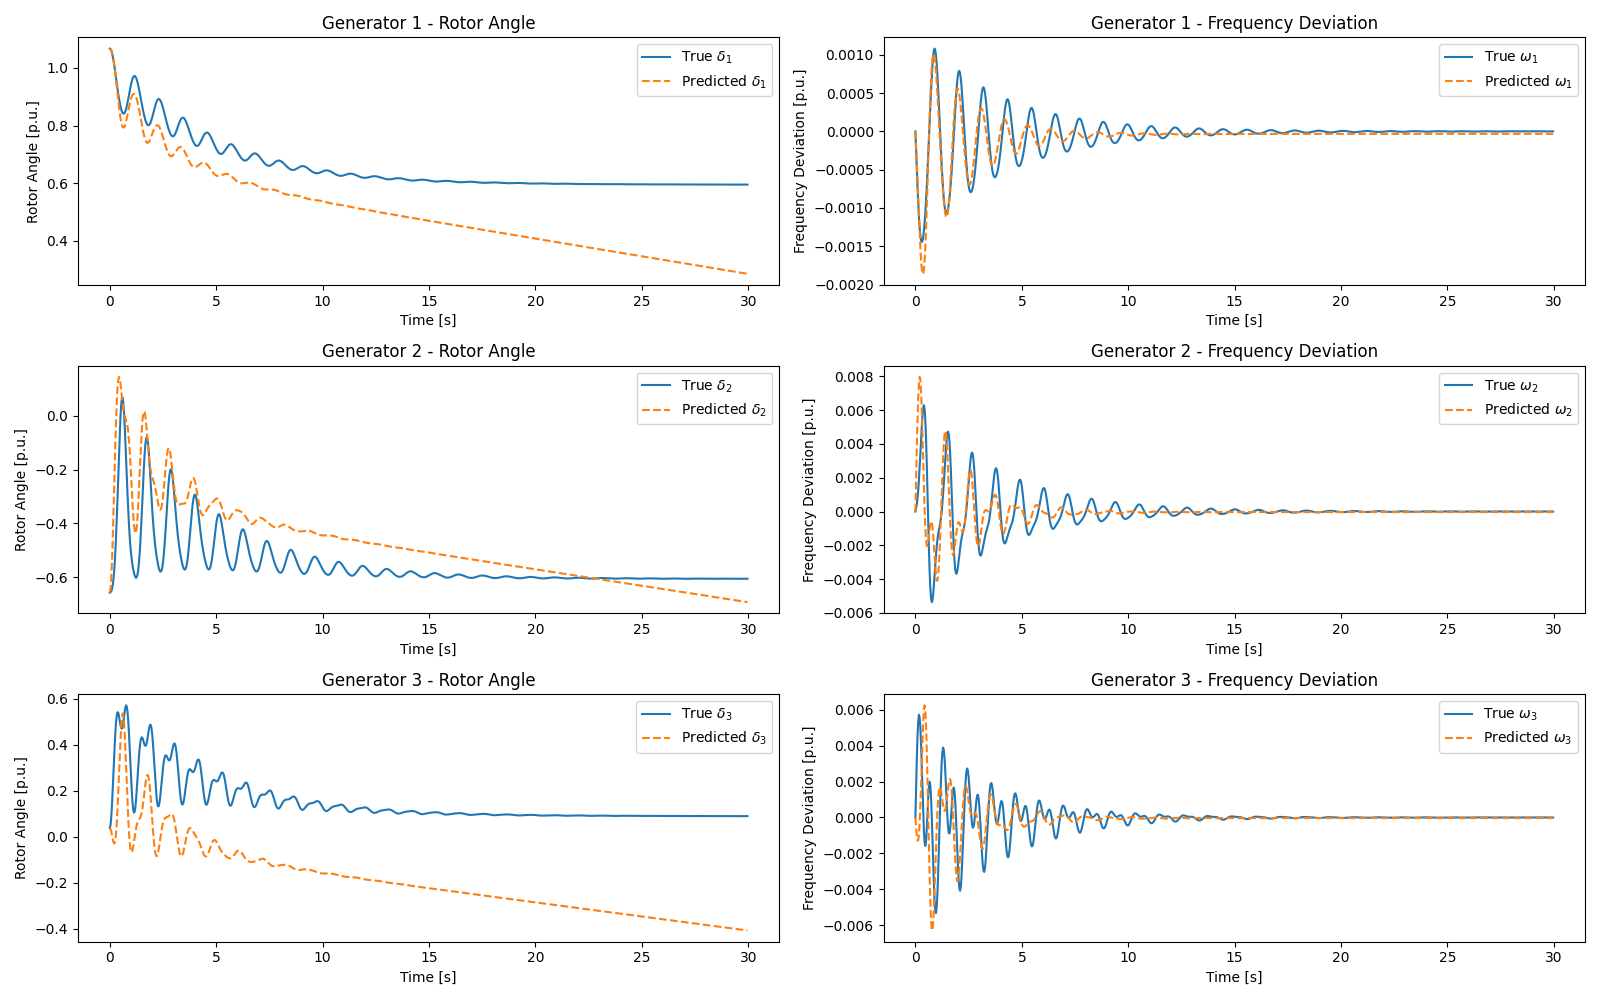 Generator 1 - Rotor Angle
Rotor Angle [p.u.]
1.0
0.8
0.6
0.4
True δ1
Predicted δ1
0 5 10 15 20 25 30
Time [s]
Generator 1 - Frequency Deviation
Frequency Deviation [p.u.]
0.0010
0.0005
0.0000
−0.0005
−0.0010
−0.0015
−0.0020
True ω1
Predicted ω1
0 5 10 15 20 25 30
Time [s]
Generator 2 - Rotor Angle
Rotor Angle [p.u.]
0.0
−0.2
−0.4
−0.6
True δ2
Predicted δ2
0 5 10 15 20 25 30
Time [s]
Generator 2 - Frequency Deviation
Frequency Deviation [p.u.]
0.008
0.006
0.004
0.002
0.000
−0.002
−0.004
−0.006
True ω2
Predicted ω2
0 5 10 15 20 25 30
Time [s]
Generator 3 - Rotor Angle
Rotor Angle [p.u.]
0.6
0.4
0.2
0.0
−0.2
−0.4
True δ3
Predicted δ3
0 5 10 15 20 25 30
Time [s]
Generator 3 - Frequency Deviation
Frequency Deviation [p.u.]
0.006
0.004
0.002
0.000
−0.002
−0.004
−0.006
True ω3
Predicted ω3
0 5 10 15 20 25 30
Time [s]